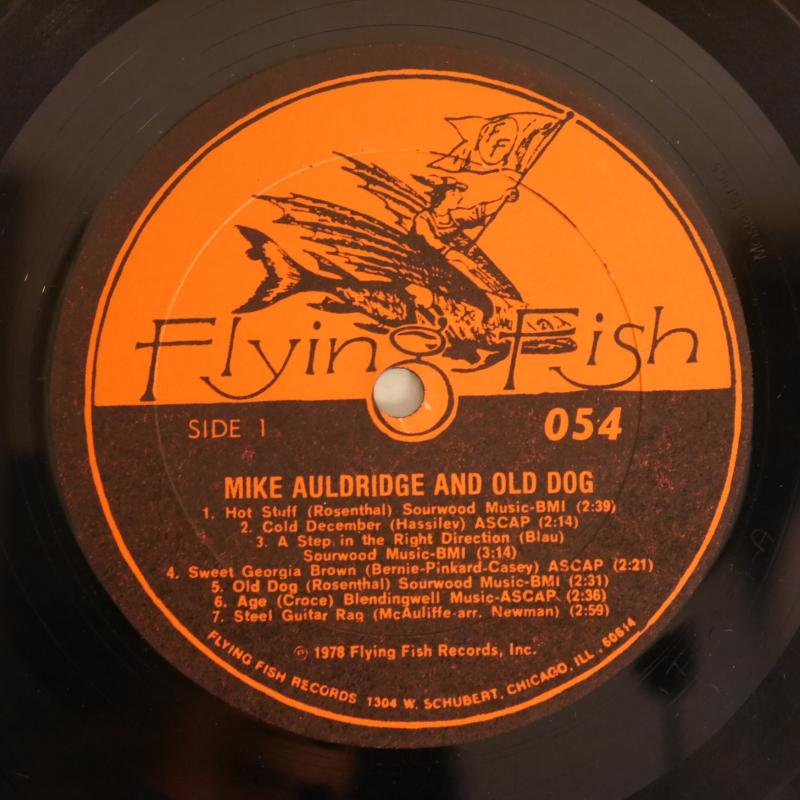 Flying Fish
SIDE 1
054
MIKE AULDRIDGE AND OLD DOG
1. Hot Stuff (Rosenthal) Sourwood Music-BMI (2:39)
2. Cold December (Hassilev) ASCAP (2:14)
3. A Step in the Right Direction (Blau)
Sourwood Music-BMI (3:14)
4. Sweet Georgia Brown (Bernie-Pinkard-Casey) ASCAP (2:21)
5. Old Dog (Rosenthal) Sourwood Music-BMI (2:31)
6. Age (Croce) Blendingwell Music-ASCAP (2:36)
7. Steel Guitar Rag (McAuliffe-arr. Newman) (2:59)
℗ 1978 Flying Fish Records, Inc.
FLYING FISH RECORDS 1304 W. SCHUBERT, CHICAGO, ILL. 60614